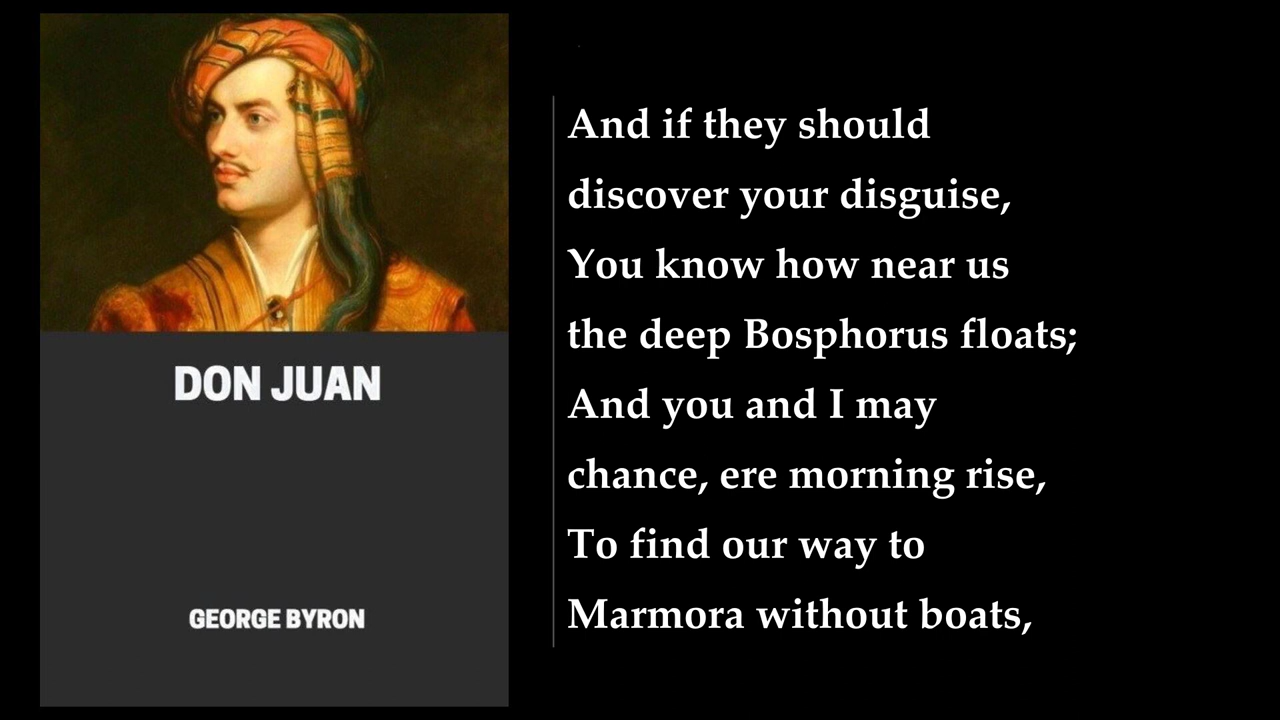 DON JUAN
GEORGE BYRON
And if they should
discover your disguise,
You know how near us
the deep Bosphorus floats;
And you and I may
chance, ere morning rise,
To find our way to
Marmora without boats,